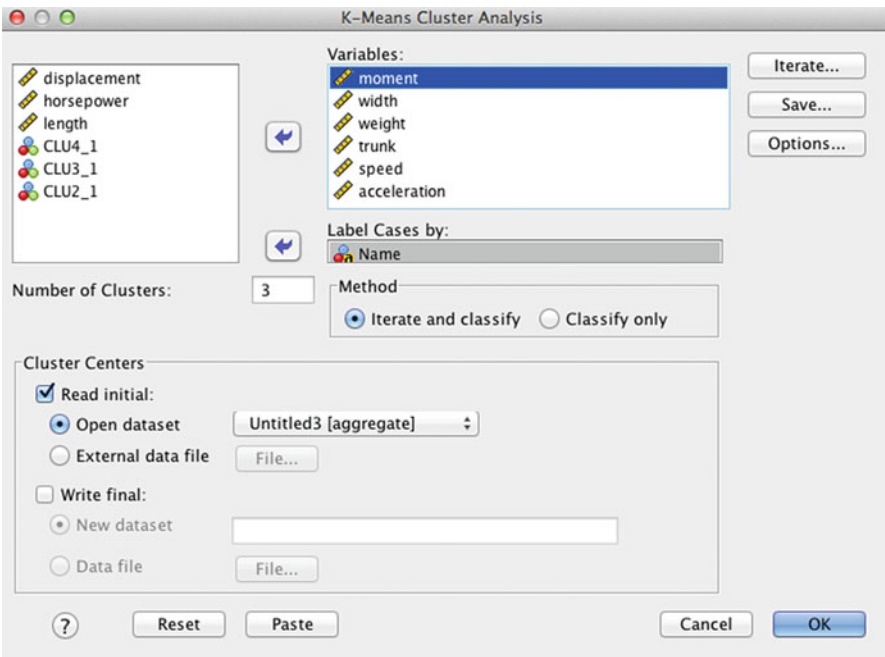 K-Means Cluster Analysis
displacement
horsepower
length
CLU4_1
CLU3_1
CLU2_1
Variables:
moment
width
weight
trunk
speed
acceleration
Iterate...
Save...
Options...
Label Cases by:
Name
Number of Clusters:
3
Method
Iterate and classify
Classify only
Cluster Centers
Read initial:
Open dataset
Untitled3 [aggregate]
External data file
File...
Write final:
New dataset
Data file
File...
?
Reset
Paste
Cancel
OK